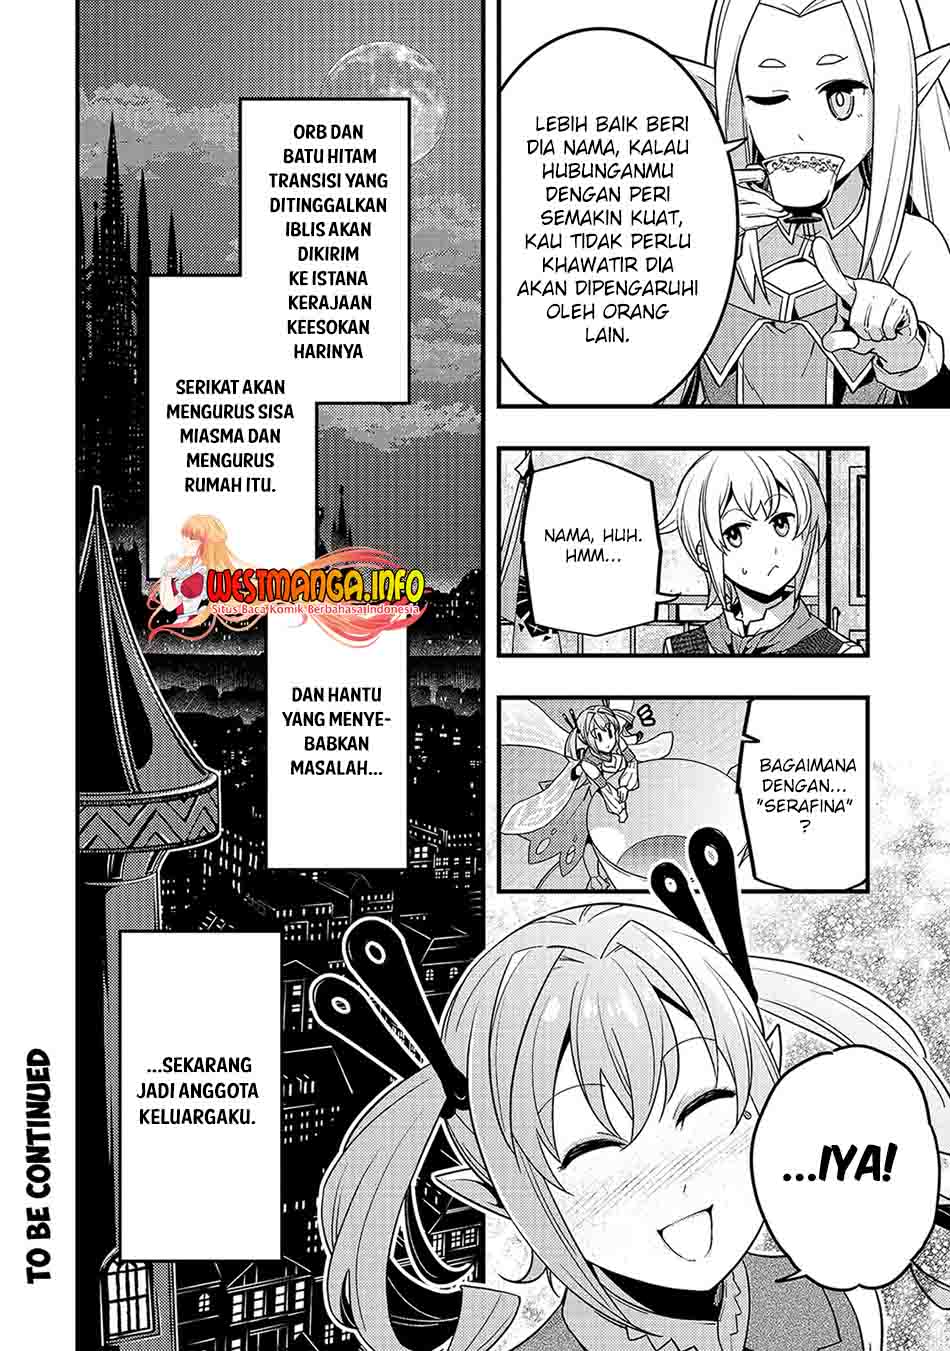 LEBIH BAIK BERI
DIA NAMA, KALAU
HUBUNGANMU
DENGAN PERI
SEMAKIN KUAT,
KAU TIDAK PERLU
KHAWATIR DIA
AKAN DIPENGARUHI
OLEH ORANG
LAIN.
NAMA, HUH.
HMM...
BAGAIMANA
DENGAN...
"SERAFINA"
?
...IYA!
ORB DAN
BATU HITAM
TRANSISI YANG
DITINGGALKAN
IBLIS AKAN
DIKIRIM
KE ISTANA
KERAJAAN
KEESOKAN
HARINYA
SERIKAT AKAN
MENGURUS SISA
MIASMA DAN
MENGURUS
RUMAH ITU.
WESTMANGA.INFO
Situs Baca Komik Berbahasa Indonesia
DAN HANTU
YANG MENYE-
BABKAN
MASALAH...
...SEKARANG
JADI ANGGOTA
KELUARGAKU.
TO BE CONTINUED